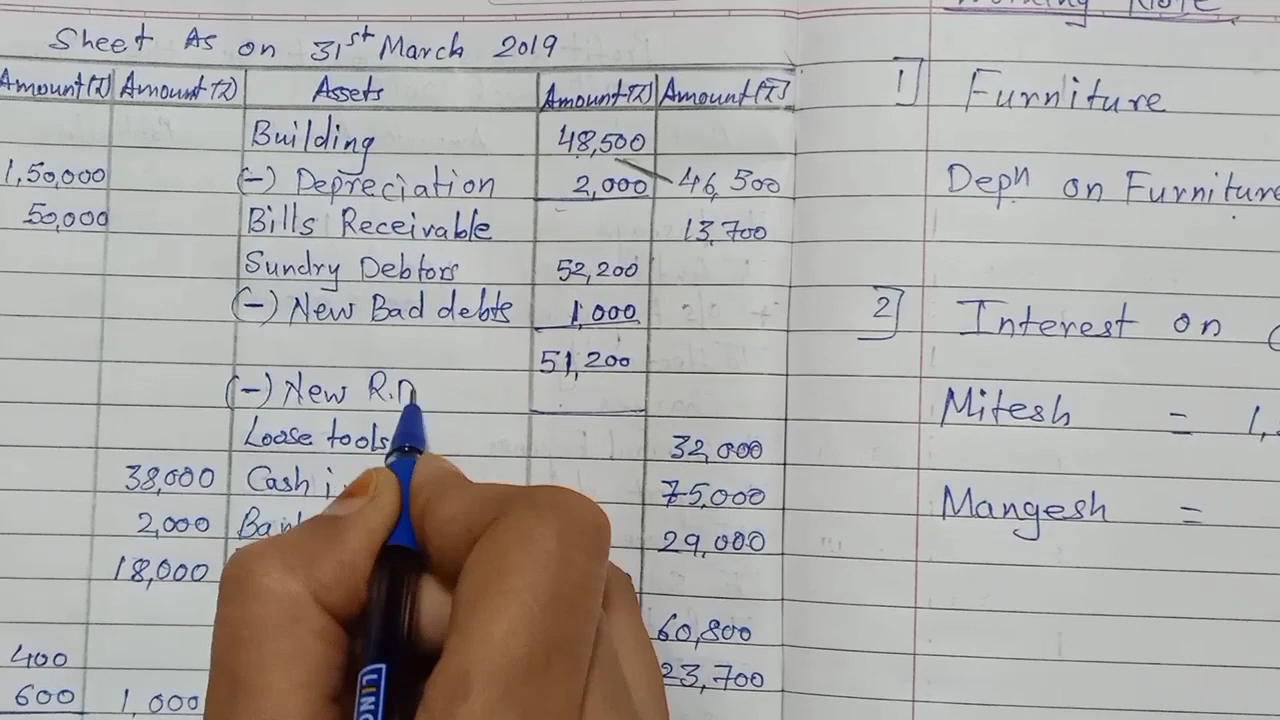 Sheet As on 31st March 2019
Amount(₹) Amount(₹) Assets Amount(₹) Amount(₹)
Building 48,500
1,50,000 (-) Depreciation 2,000 46,500
50,000 Bills Receivable 13,700
Sundry Debtors 52,200
(-) New Bad debts 1,000
51,200
(-) New R.
Loose tools 32,000
38,000 Cash 75,000
2,000 29,000
18,000
60,800
400 23,700
600 1,000
Note
1] Furniture
Depn on Furniture
2] Interest on
Mitesh = 1,
Mangesh =
LINC